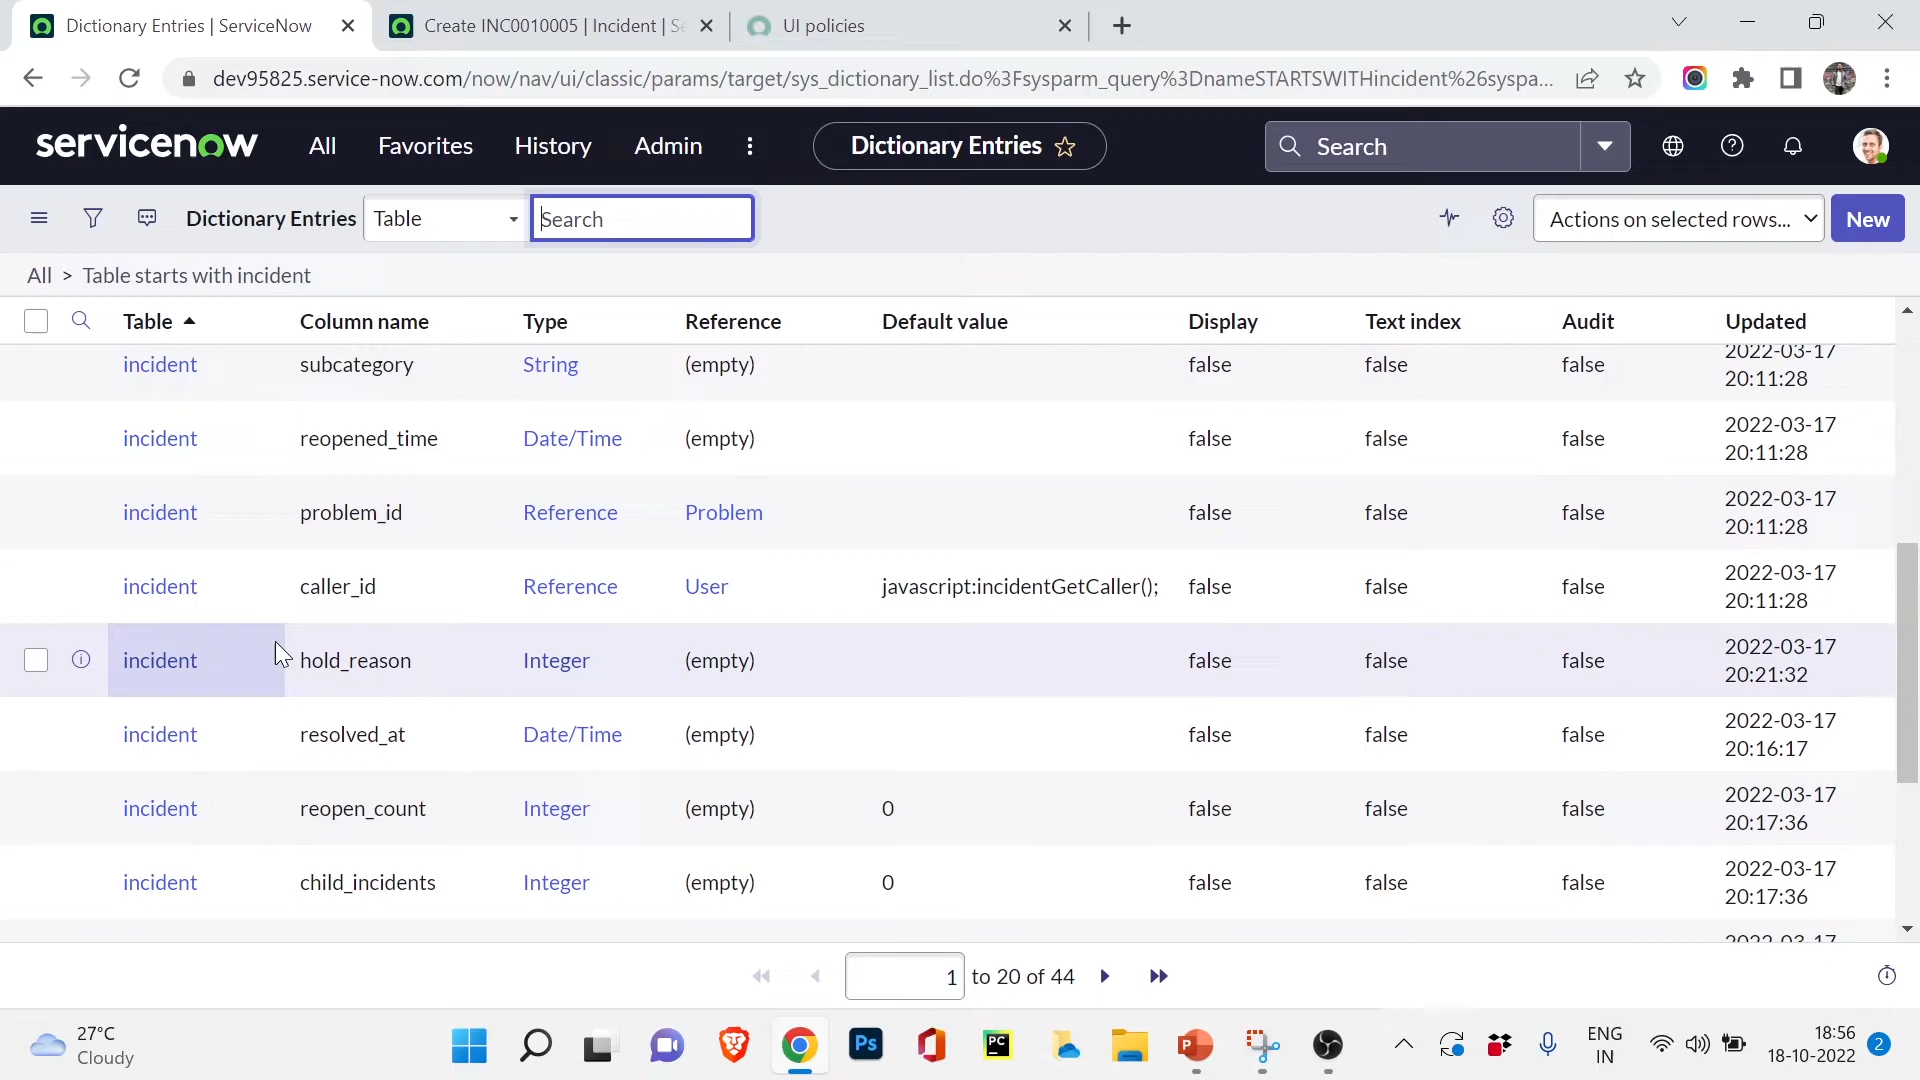 Dictionary Entries | ServiceNow
Create INC0010005 | Incident | Se
UI policies
dev95825.service-now.com/now/nav/ui/classic/params/target/sys_dictionary_list.do%3Fsysparm_query%3DnameSTARTSWITHincident%26syspa...
servicenow All Favorites History Admin Dictionary Entries Search
Dictionary Entries Table Search Actions on selected rows... New
All > Table starts with incident
Table Column name Type Reference Default value Display Text index Audit Updated
incident subcategory String (empty) false false false 2022-03-17 20:11:28
incident reopened_time Date/Time (empty) false false false 2022-03-17 20:11:28
incident problem_id Reference Problem false false false 2022-03-17 20:11:28
incident caller_id Reference User javascript:incidentGetCaller(); false false false 2022-03-17 20:11:28
incident hold_reason Integer (empty) false false false 2022-03-17 20:21:32
incident resolved_at Date/Time (empty) false false false 2022-03-17 20:16:17
incident reopen_count Integer (empty) 0 false false false 2022-03-17 20:17:36
incident child_incidents Integer (empty) 0 false false false 2022-03-17 20:17:36
1 to 20 of 44
27°C
Cloudy
Ps
PC
P
ENG
IN
18:56
18-10-2022
2